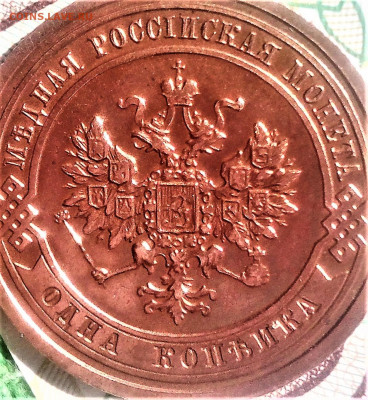 МѢДНАЯ РОССІЙСКАЯ МОНЕТА
ОДНА КОПѢЙКА